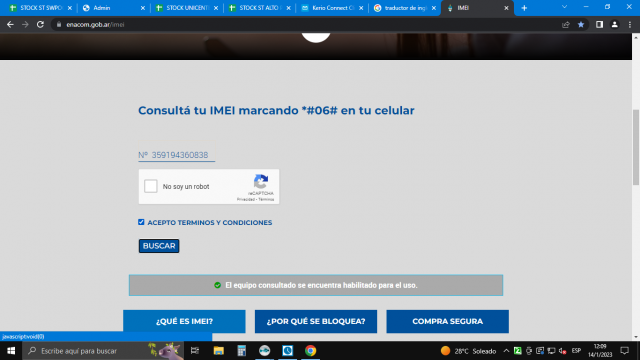 STOCK ST SWPO
Admin
STOCK UNICENT
STOCK ST ALTO
Kerio Connect C
traductor de ing
IMEI
enacom.gob.ar/imei
Consultá tu IMEI marcando *#06# en tu celular
Nº 359194360838
No soy un robot
reCAPTCHA
Privacidad - Términos
ACEPTO TERMINOS Y CONDICIONES
BUSCAR
El equipo consultado se encuentra habilitado para el uso.
¿QUÉ ES IMEI?
¿POR QUÉ SE BLOQUEA?
COMPRA SEGURA
javascript:void(0)
Escribe aquí para buscar
28°C Soleado
ESP
12:09
14/1/2023